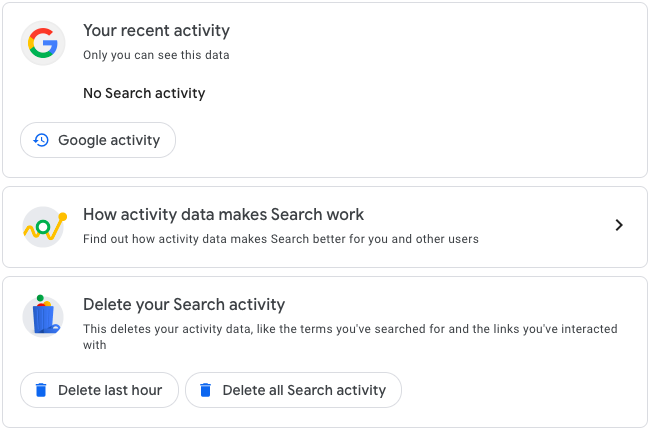 Your recent activity
Only you can see this data
No Search activity
Google activity
How activity data makes Search work
Find out how activity data makes Search better for you and other users
Delete your Search activity
This deletes your activity data, like the terms you've searched for and the links you've interacted
with
Delete last hour
Delete all Search activity